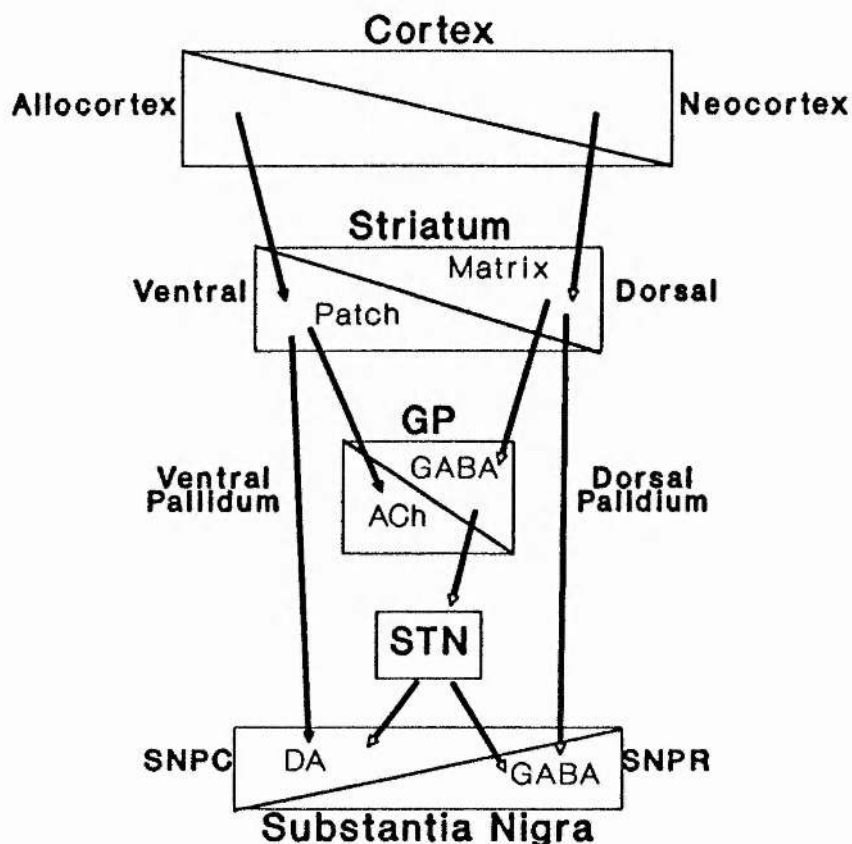 Cortex
Allocortex
Neocortex
Striatum
Matrix
Ventral
Dorsal
Patch
GP
GABA
Ventral
Pallidum
Dorsal
Palidium
ACh
STN
SNPC
DA
GABA
SNPR
Substantia Nigra